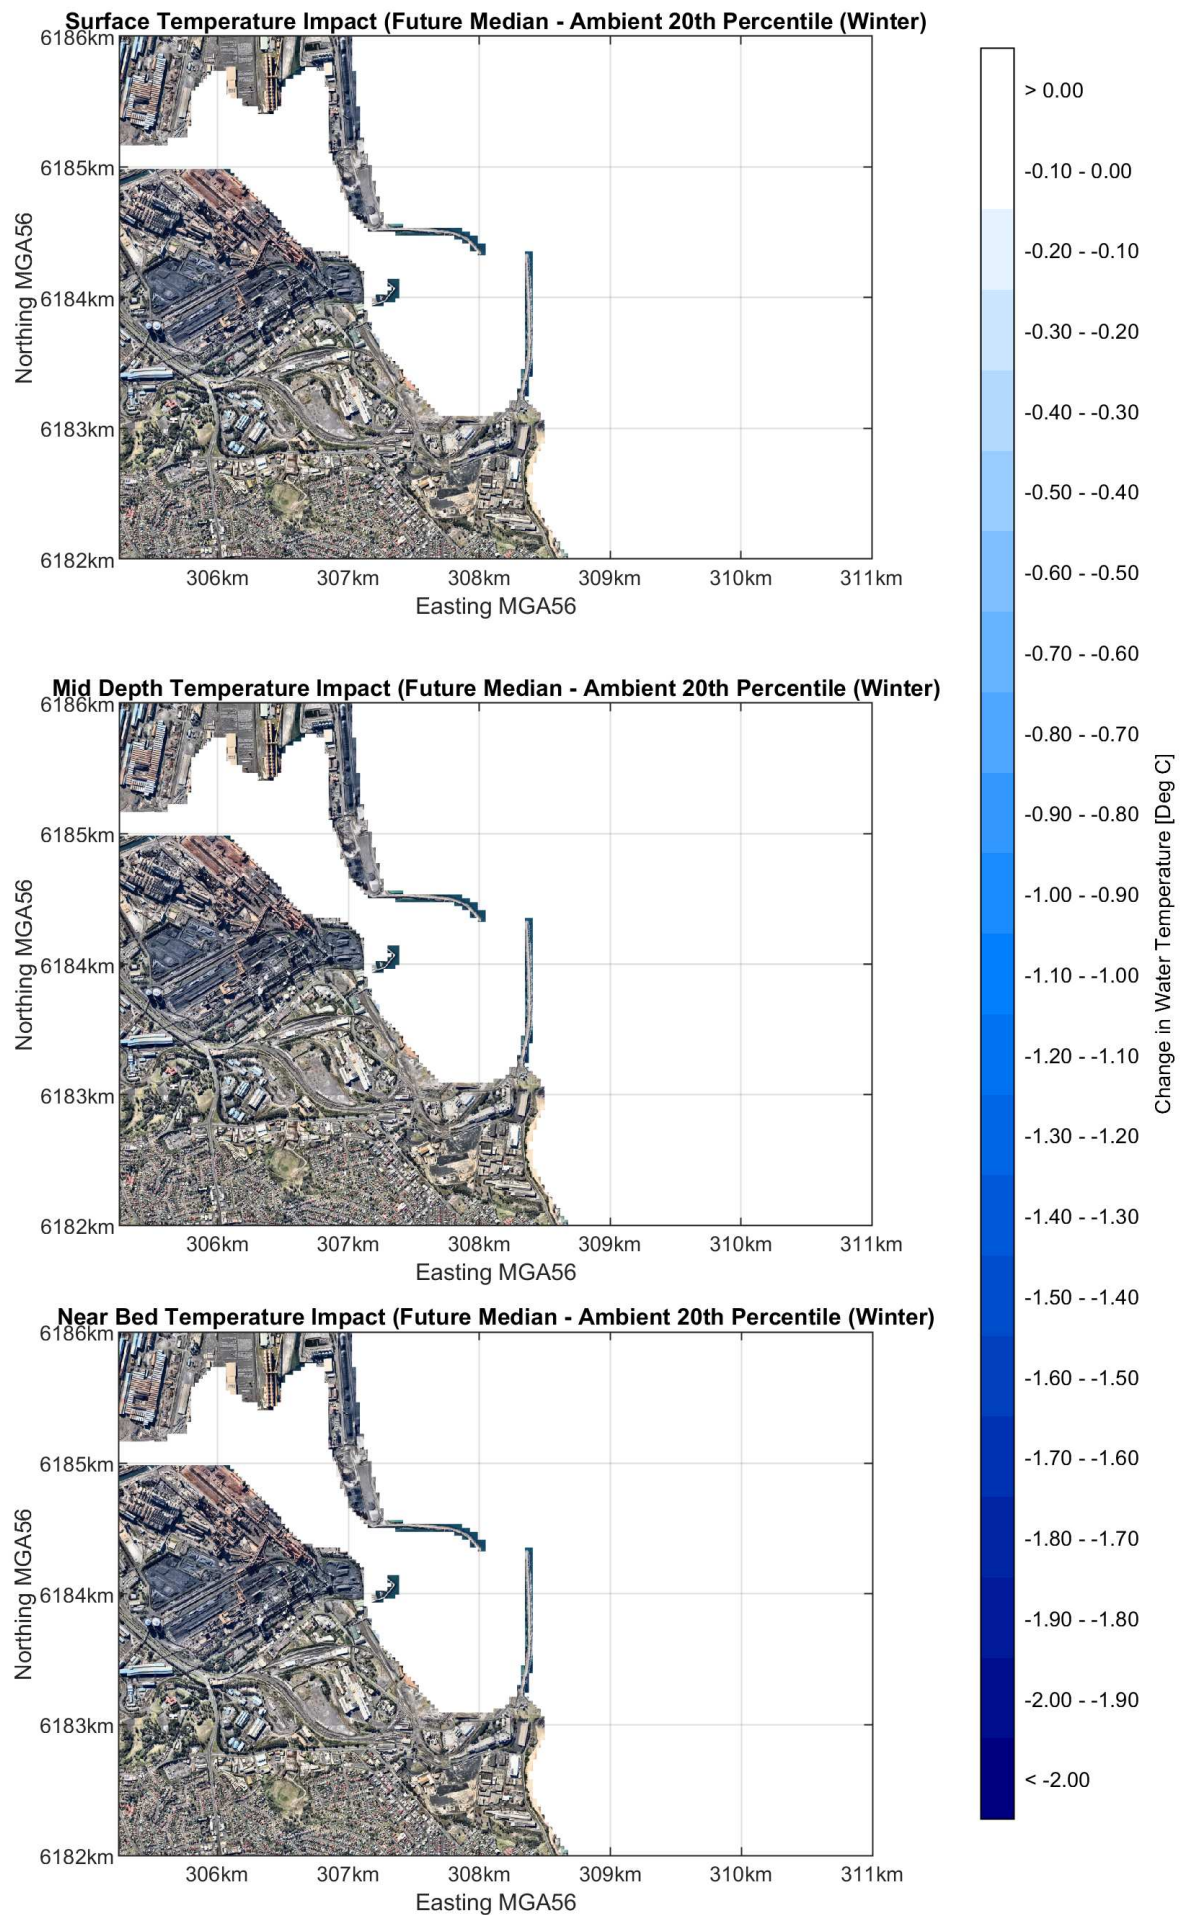 Surface Temperature Impact (Future Median - Ambient 20th Percentile (Winter)
6186km
6185km
6184km
6183km
6182km
Northing MGA56
306km 307km 308km 309km 310km 311km
Easting MGA56
Mid Depth Temperature Impact (Future Median - Ambient 20th Percentile (Winter)
6186km
6185km
6184km
6183km
6182km
Northing MGA56
306km 307km 308km 309km 310km 311km
Easting MGA56
Near Bed Temperature Impact (Future Median - Ambient 20th Percentile (Winter)
6186km
6185km
6184km
6183km
6182km
Northing MGA56
306km 307km 308km 309km 310km 311km
Easting MGA56
> 0.00
-0.10 - 0.00
-0.20 - -0.10
-0.30 - -0.20
-0.40 - -0.30
-0.50 - -0.40
-0.60 - -0.50
-0.70 - -0.60
-0.80 - -0.70
-0.90 - -0.80
-1.00 - -0.90
-1.10 - -1.00
-1.20 - -1.10
-1.30 - -1.20
-1.40 - -1.30
-1.50 - -1.40
-1.60 - -1.50
-1.70 - -1.60
-1.80 - -1.70
-1.90 - -1.80
-2.00 - -1.90
< -2.00
Change in Water Temperature [Deg C]